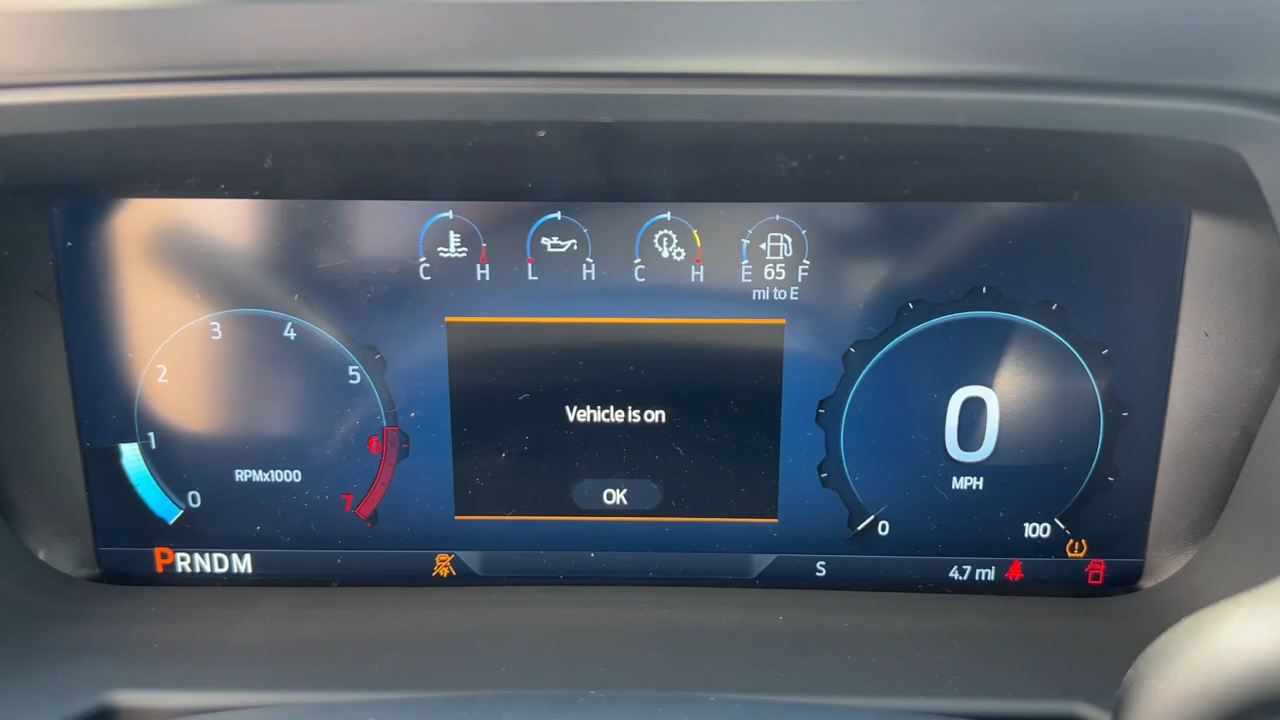 C H L H C H E 65 F
mi to E
0 1 2 3 4 5 6 7
RPMx1000
Vehicle is on
OK
0
MPH
0 100
PRNDM
S
4.7 mi